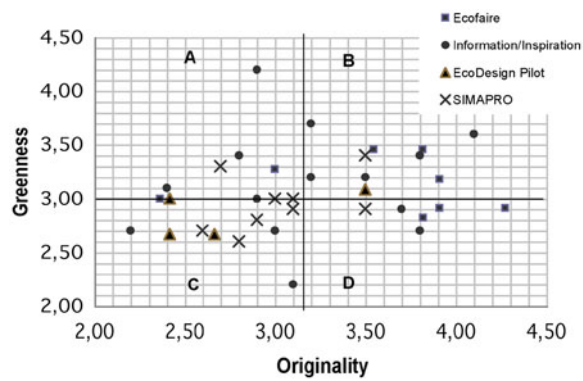 4,50
4,00
3,50
3,00
2,50
2,00
Greenness
A
B
C
D
Ecofaire
Information/Inspiration
EcoDesign Pilot
SIMAPRO
2,00
2,50
3,00
3,50
4,00
4,50
Originality